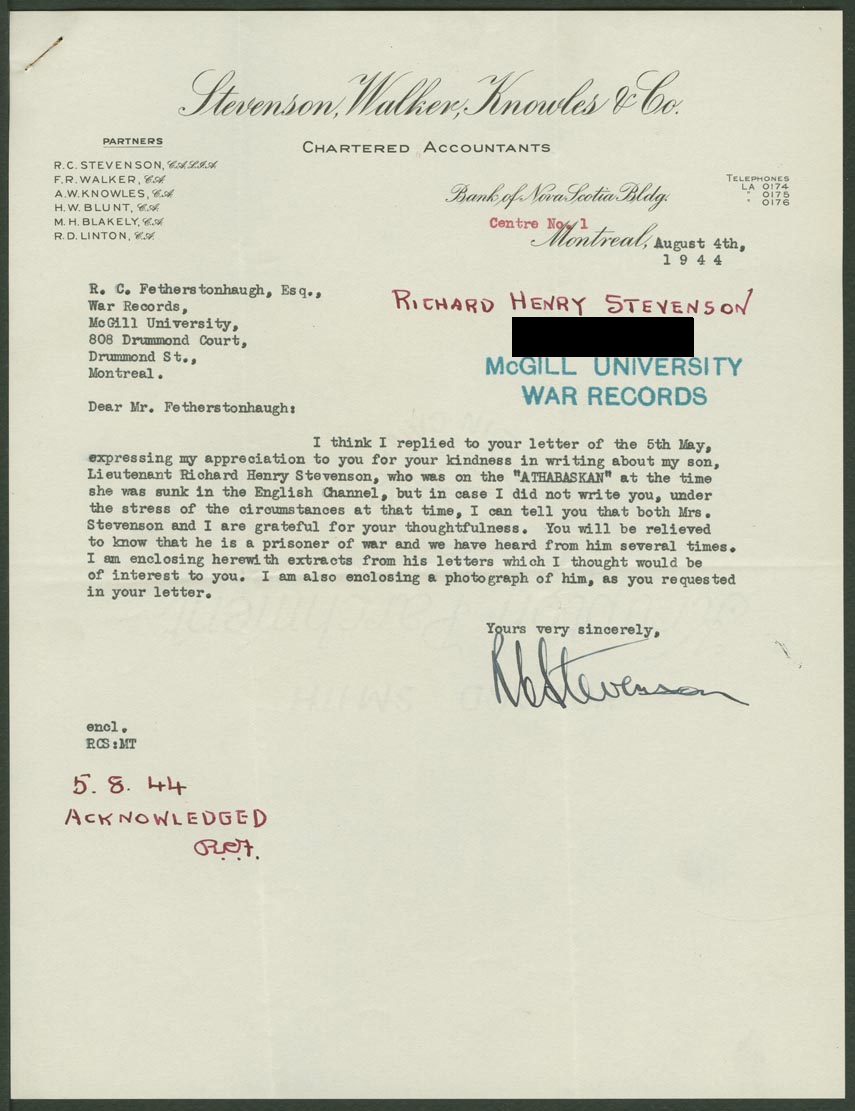 Stevenson, Walker, Knowles & Co.
CHARTERED ACCOUNTANTS
PARTNERS
R.C. STEVENSON, C.A. L.I.A.
F.R. WALKER, C.A.
A.W. KNOWLES, C.A.
H.W. BLUNT, C.A.
M.H. BLAKELY, C.A.
R.D. LINTON, C.A.
TELEPHONES
LA 0174
" 0175
" 0176
Bank of Nova Scotia Bldg.
Centre No. 1
Montreal, August 4th,
1 9 4 4
R. C. Fetherstonhaugh, Esq.,
War Records,
McGill University,
808 Drummond Court,
Drummond St.,
Montreal.
RICHARD HENRY STEVENSON
McGILL UNIVERSITY
WAR RECORDS
Dear Mr. Fetherstonhaugh:
I think I replied to your letter of the 5th May,
expressing my appreciation to you for your kindness in writing about my son,
Lieutenant Richard Henry Stevenson, who was on the "ATHABASKAN" at the time
she was sunk in the English Channel, but in case I did not write you, under
the stress of the circumstances at that time, I can tell you that both Mrs.
Stevenson and I are grateful for your thoughtfulness. You will be relieved
to know that he is a prisoner of war and we have heard from him several times.
I am enclosing herewith extracts from his letters which I thought would be
of interest to you. I am also enclosing a photograph of him, as you requested
in your letter.
Yours very sincerely,
RCStevenson
encl.
RCS:MT
5. 8. 44
ACKNOWLEDGED
R.C.F.